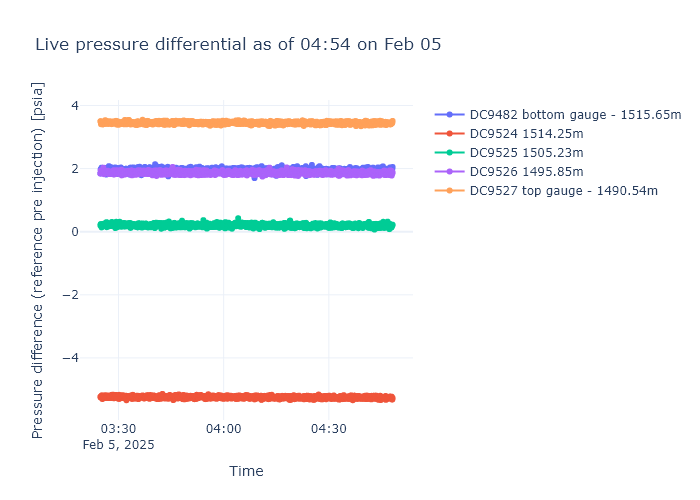 Live pressure differential as of 04:54 on Feb 05
Pressure difference (reference pre injection) [psia]
4
2
0
−2
−4
03:30
Feb 5, 2025
04:00
04:30
Time
DC9482 bottom gauge - 1515.65m
DC9524 1514.25m
DC9525 1505.23m
DC9526 1495.85m
DC9527 top gauge - 1490.54m